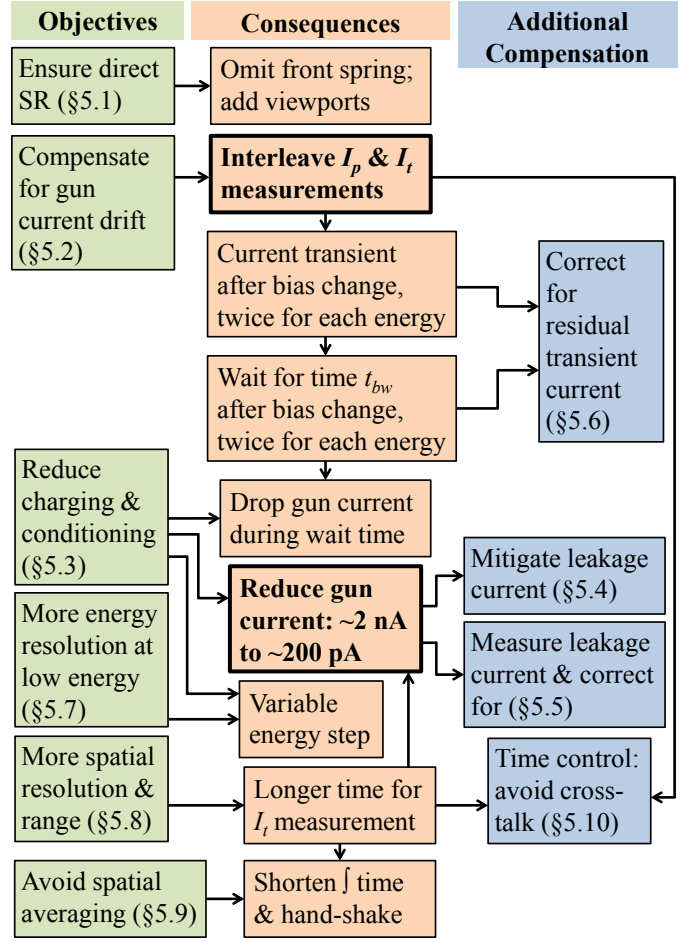 Objectives
Consequences
Additional
Compensation
Ensure direct
SR (§5.1)
Omit front spring;
add viewports
Compensate
for gun
current drift
(§5.2)
Interleave Ip & It
measurements
Current transient
after bias change,
twice for each energy
Correct
for
residual
transient
current
(§5.6)
Wait for time tbw
after bias change,
twice for each energy
Reduce
charging &
conditioning
(§5.3)
Drop gun current
during wait time
Reduce gun
current: ~2 nA
to ~200 pA
Mitigate leakage
current (§5.4)
More energy
resolution at
low energy
(§5.7)
Measure leakage
current & correct
for (§5.5)
Variable
energy step
More spatial
resolution &
range (§5.8)
Longer time for
It measurement
Time control:
avoid cross-
talk (§5.10)
Avoid spatial
averaging (§5.9)
Shorten ∫ time
& hand-shake